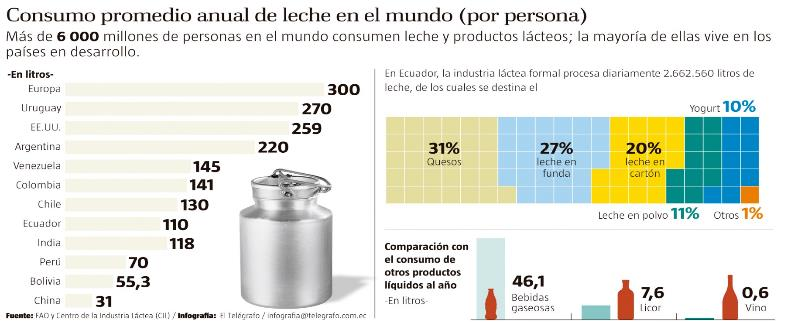 Consumo promedio anual de leche en el mundo (por persona)
Más de 6 000 millones de personas en el mundo consumen leche y productos lácteos; la mayoría de ellas vive en los
países en desarrollo.
-En litros-
Europa 300
Uruguay 270
EE.UU. 259
Argentina 220
Venezuela 145
Colombia 141
Chile 130
Ecuador 110
India 118
Perú 70
Bolivia 55,3
China 31
En Ecuador, la industria láctea formal procesa diariamente 2.662.560 litros de
leche, de los cuales se destina el
Yogurt 10%
31%
Quesos
27%
leche en
funda
20%
leche en
cartón
Leche en polvo 11%
Otros 1%
Comparación con
el consumo de
otros productos
líquidos al año
-En litros-
46,1
Bebidas
gaseosas
7,6
Licor
0,6
Vino
Fuente: FAO y Centro de la Industria Láctea (CIL) / Infografía: El Telégrafo / infografia@telegrafo.com.ec